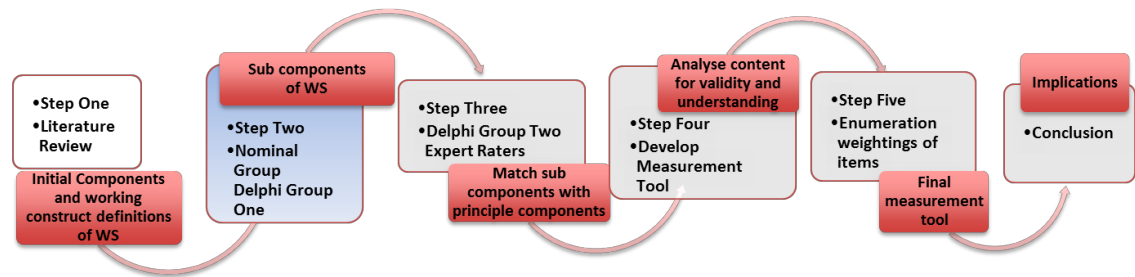 •Step One
•Literature
Review
Initial Components
and working
construct definitions
of WS
Sub components
of WS
•Step Two
•Nominal
Group
Delphi Group
One
•Step Three
•Delphi Group Two
Expert Raters
Match sub
components with
principle components
Analyse content
for validity and
understanding
•Step Four
•Develop
Measurement
Tool
•Step Five
•Enumeration
weightings of
items
Final
measurement
tool
Implications
•Conclusion